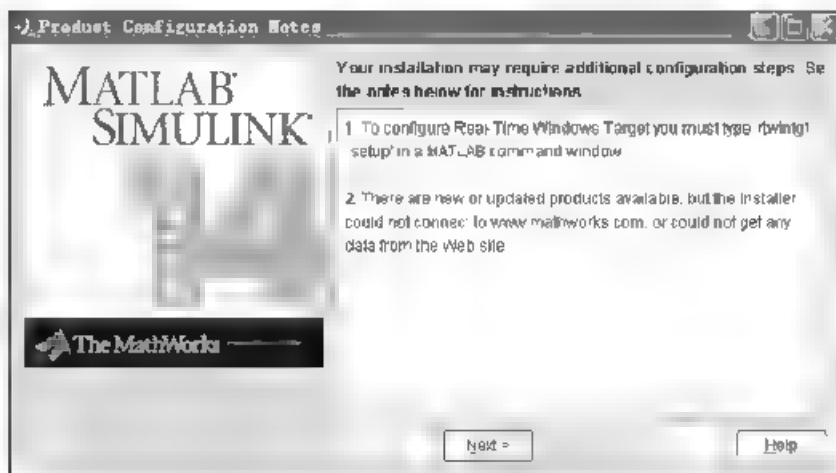 Product Configuration Notes
MATLAB
SIMULINK
The MathWorks
Your installation may require additional configuration steps. Se
the notes below for instructions
1. To configure Real-Time Windows Target you must type 'rtwintgt
setup' in a MATLAB command window
2. There are new or updated products available, but the installer
could not connect to www.mathworks.com, or could not get any
data from the Web site
Next >
Help